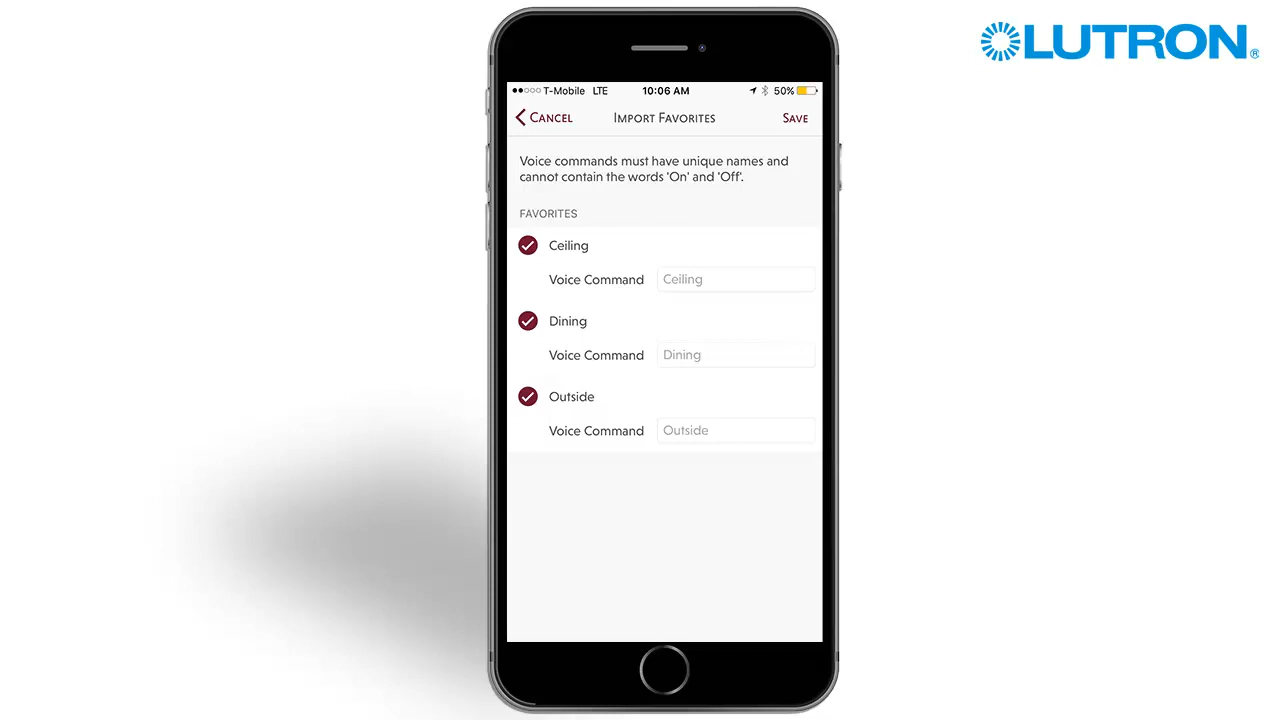 LUTRON®
T-Mobile LTE 10:06 AM 50%
CANCEL IMPORT FAVORITES SAVE
Voice commands must have unique names and
cannot contain the words 'On' and 'Off'.
FAVORITES
Ceiling
Voice Command Ceiling
Dining
Voice Command Dining
Outside
Voice Command Outside